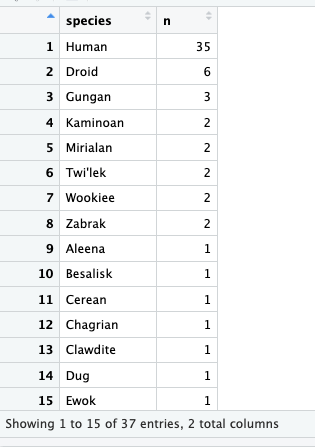 species n
1 Human 35
2 Droid 6
3 Gungan 3
4 Kaminoan 2
5 Mirialan 2
6 Twi'lek 2
7 Wookiee 2
8 Zabrak 2
9 Aleena 1
10 Besalisk 1
11 Cerean 1
12 Chagrian 1
13 Clawdite 1
14 Dug 1
15 Ewok 1
Showing 1 to 15 of 37 entries, 2 total columns